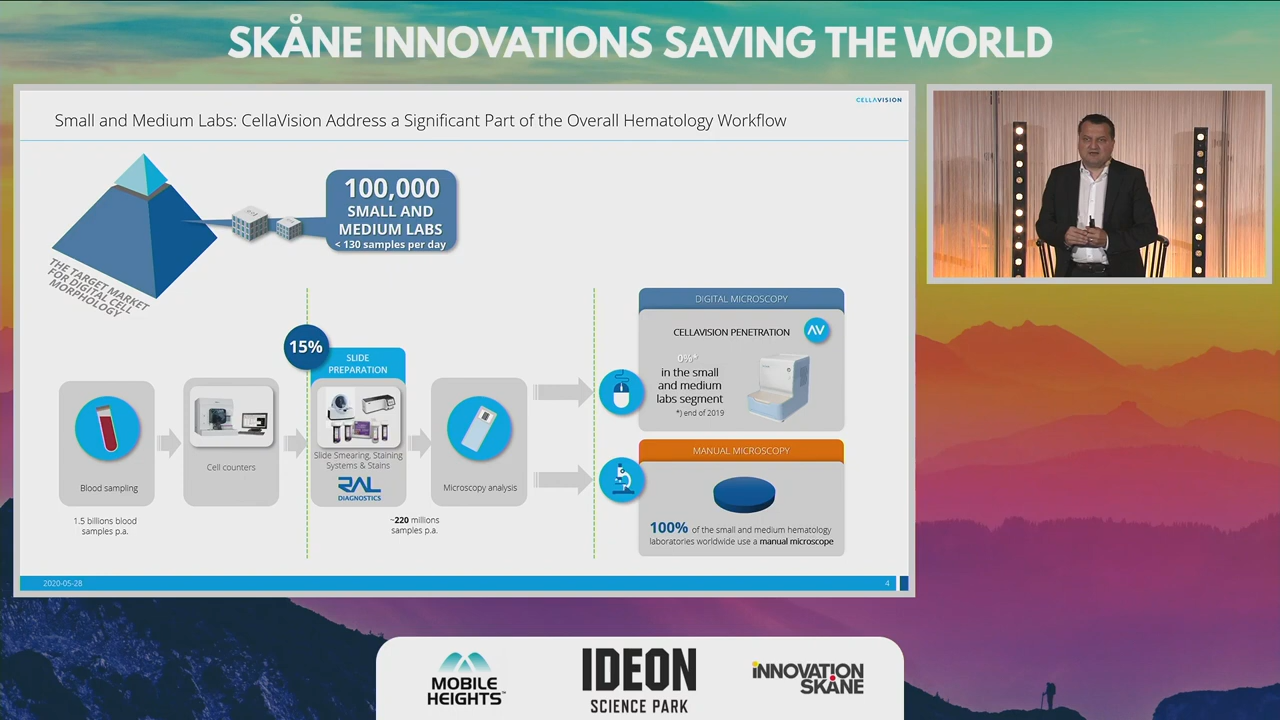 SKÅNE INNOVATIONS SAVING THE WORLD
CELLAVISION
Small and Medium Labs: CellaVision Address a Significant Part of the Overall Hematology Workflow
100,000
SMALL AND
MEDIUM LABS
< 130 samples per day
THE TARGET MARKET
FOR DIGITAL CELL
MORPHOLOGY
15%
SLIDE
PREPARATION
Blood sampling
Cell counters
Slide Smearing, Staining
Systems & Stains
RAL
DIAGNOSTICS
Microscopy analysis
1.5 billions blood
samples p.a.
~220 millions
samples p.a.
DIGITAL MICROSCOPY
CELLAVISION PENETRATION
0%*
in the small
and medium
labs segment
*) end of 2019
MANUAL MICROSCOPY
100% of the small and medium hematology
laboratories worldwide use a manual microscope
2020-05-28
4
MOBILE
HEIGHTS™
IDEON
SCIENCE PARK
INNOVATION
SKÅNE